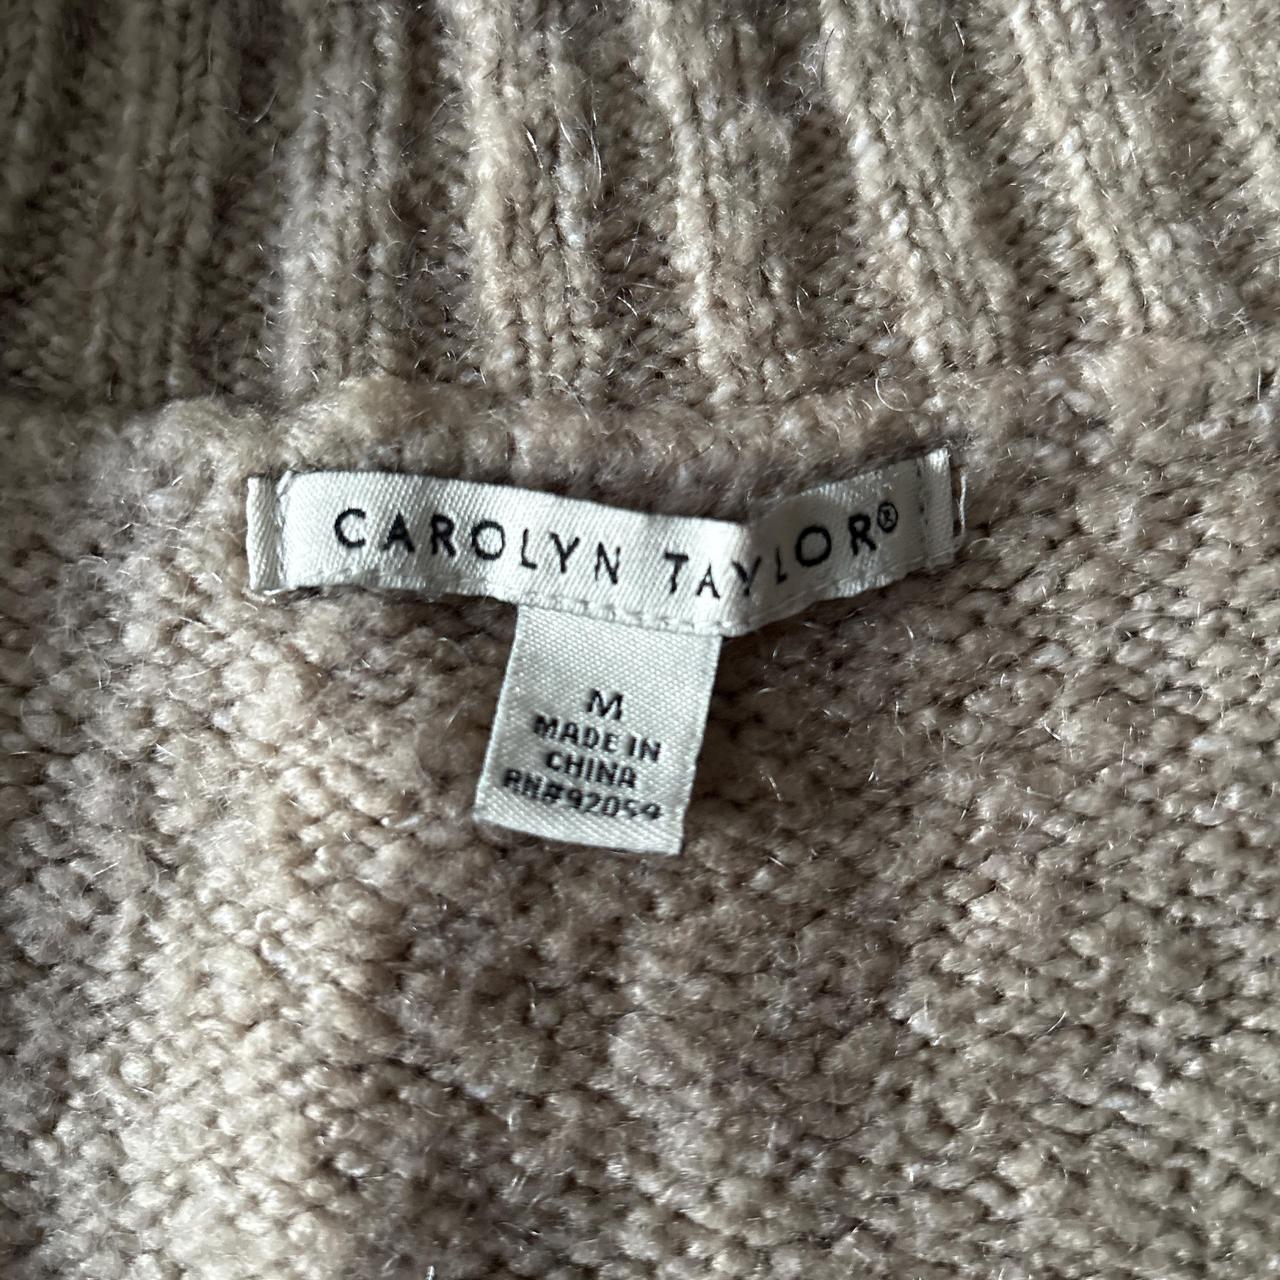 CAROLYN TAYLOR®
M
MADE IN
CHINA
RN#92059